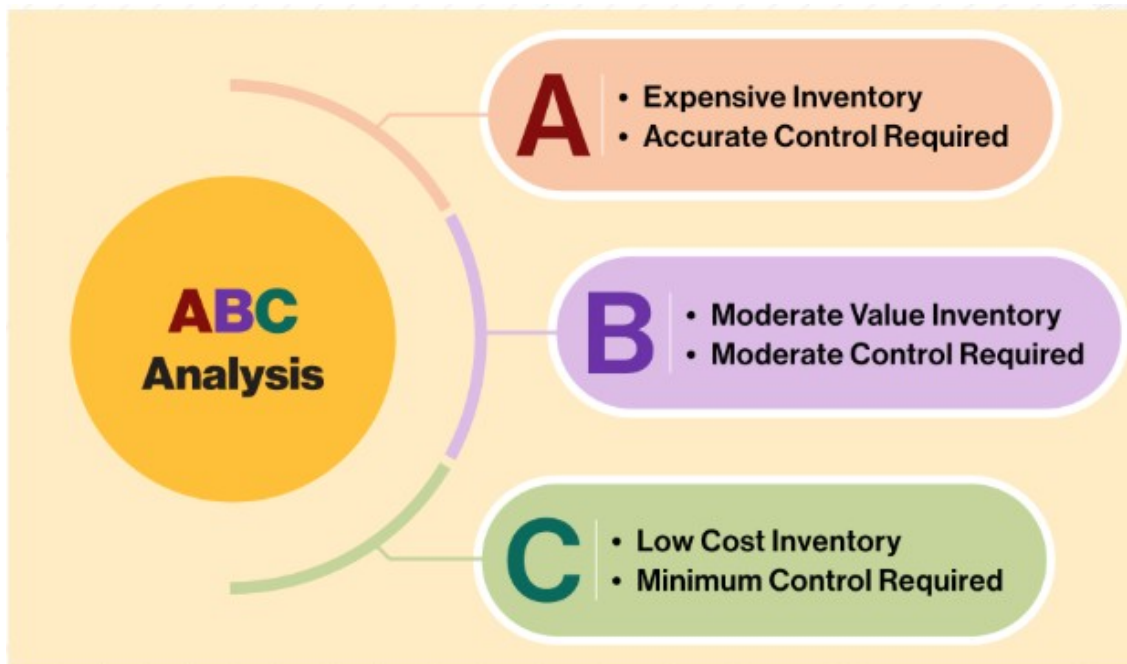 ABC
Analysis
A
• Expensive Inventory
• Accurate Control Required
B
• Moderate Value Inventory
• Moderate Control Required
C
• Low Cost Inventory
• Minimum Control Required